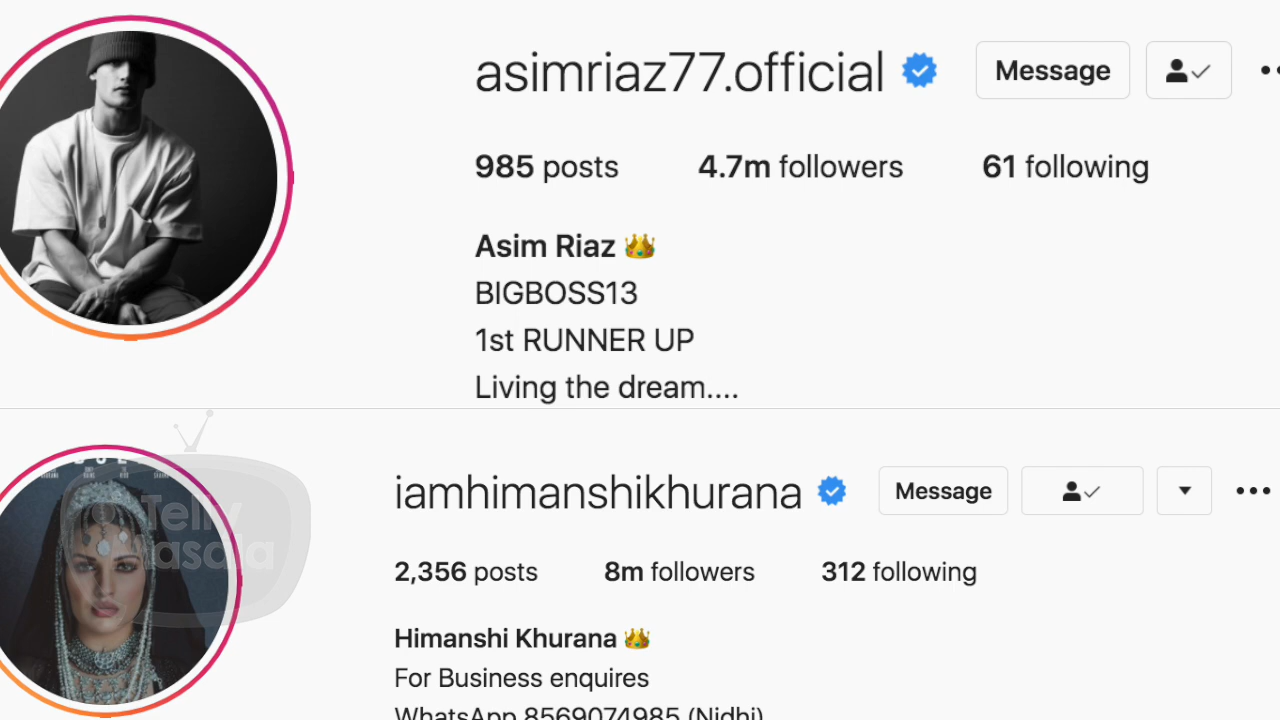 asimriaz77.official
Message
985 posts 4.7m followers 61 following
Asim Riaz 👑
BIGBOSS13
1st RUNNER UP
Living the dream....
iamhimanshikhurana
Message
2,356 posts 8m followers 312 following
Himanshi Khurana 👑
For Business enquires
WhatsApp 8569074985 (Nidhi)
Telly